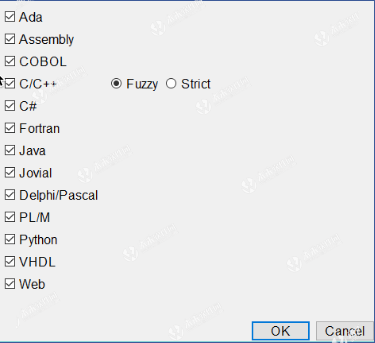 Ada
Assembly
COBOL
C/C++ Fuzzy Strict
C#
Fortran
Java
Jovial
Delphi/Pascal
PL/M
Python
VHDL
Web
OK Cancel